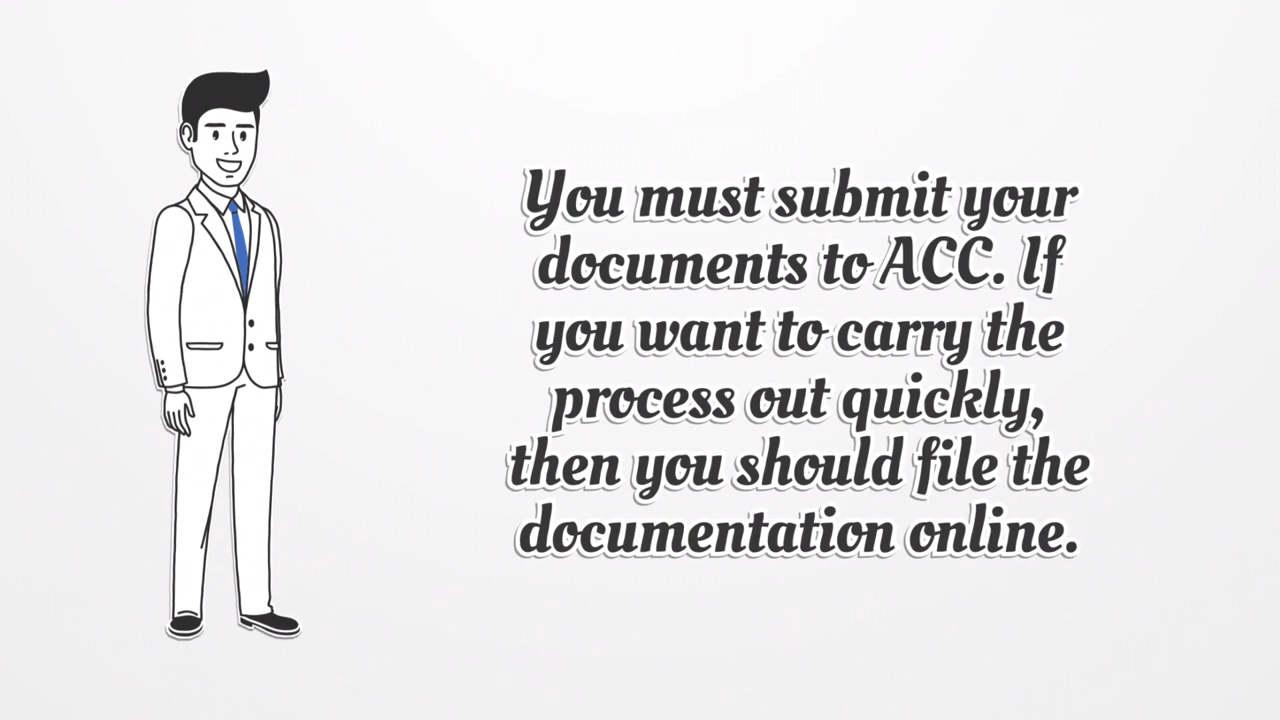 You must submit your
documents to ACC. If
you want to carry the
process out quickly,
then you should file the
documentation online.